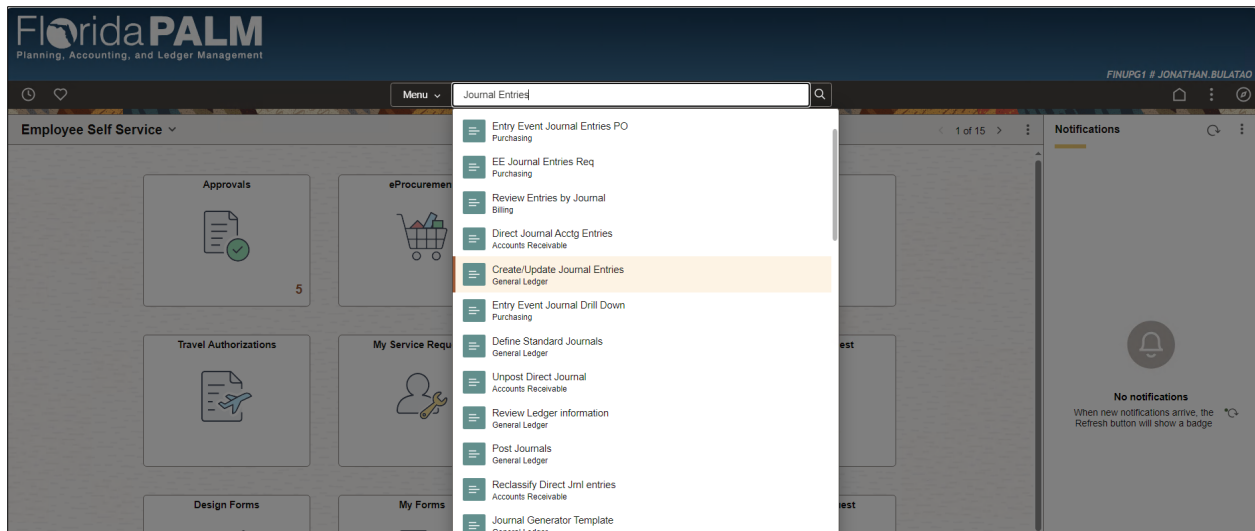 Florida PALM
Planning, Accounting, and Ledger Management
FINUPG1 # JONATHAN.BULATAO
Menu
Journal Entries
Employee Self Service
1 of 15
Notifications
Approvals
5
eProcuremen
Travel Authorizations
My Service Requ
est
Design Forms
My Forms
est
Entry Event Journal Entries PO
Purchasing
EE Journal Entries Req
Purchasing
Review Entries by Journal
Billing
Direct Journal Acctg Entries
Accounts Receivable
Create/Update Journal Entries
General Ledger
Entry Event Journal Drill Down
Purchasing
Define Standard Journals
General Ledger
Unpost Direct Journal
Accounts Receivable
Review Ledger information
General Ledger
Post Journals
General Ledger
Reclassify Direct Jrnl entries
Accounts Receivable
Journal Generator Template
General Ledger
No notifications
When new notifications arrive, the
Refresh button will show a badge